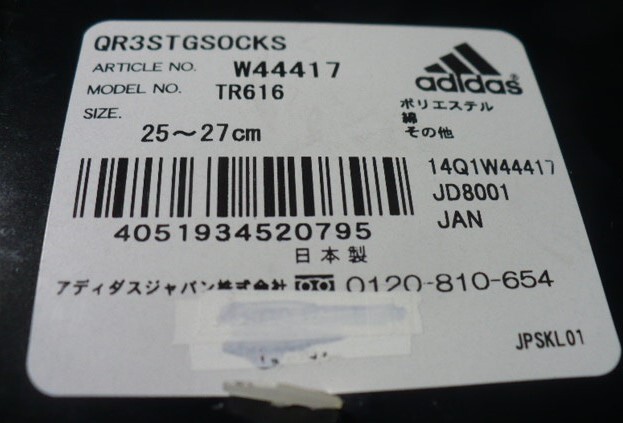 QR3STGSOCKS
ARTICLE NO. W44417
MODEL NO. TR616
SIZE.
25～27cm
adidas
ポリエステル
綿
その他
14Q1W44417
JD8001
JAN
4051934520795
日本製
アディダスジャパン株式会社 0120-810-654
JPSKL01